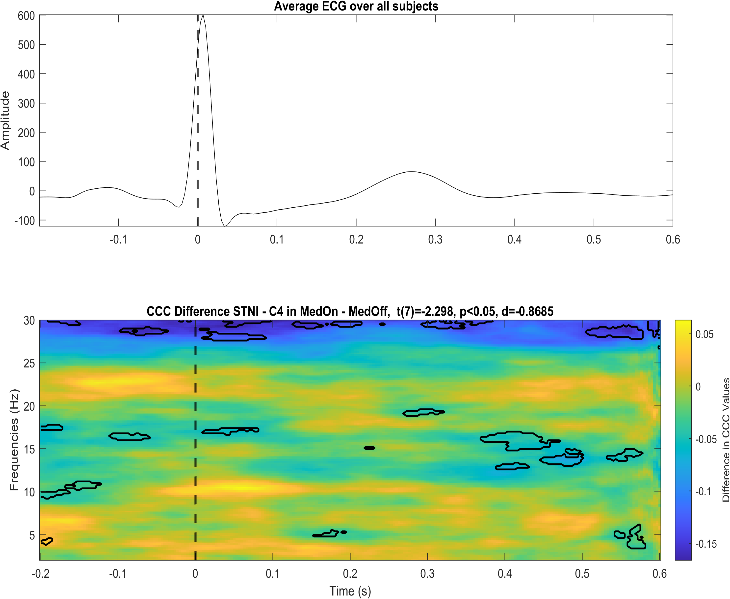 Average ECG over all subjects
600
500
400
300
200
100
0
-100
Amplitude
-0.1 0 0.1 0.2 0.3 0.4 0.5 0.6
CCC Difference STNI - C4 in MedOn - MedOff, t(7)=-2.298, p<0.05, d=-0.8685
30
25
20
15
10
5
Frequencies (Hz)
-0.2 -0.1 0 0.1 0.2 0.3 0.4 0.5 0.6
Time (s)
0.05
0
-0.05
-0.1
-0.15
Difference in CCC Values